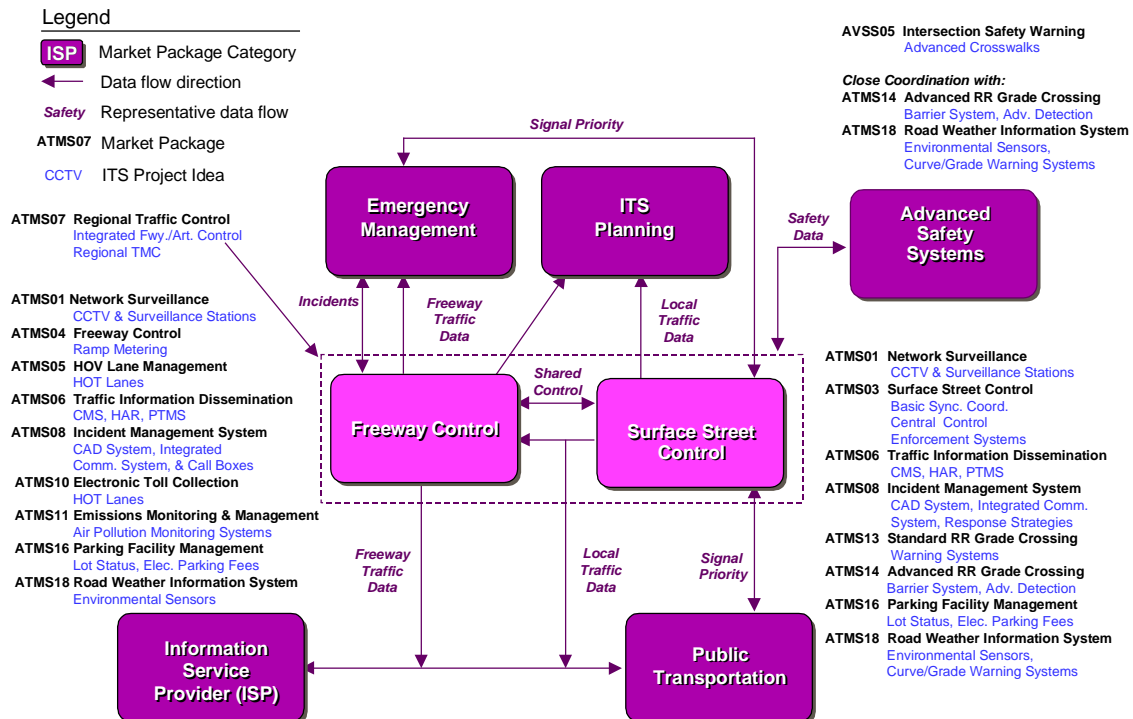 Legend
ISP Market Package Category
Data flow direction
Safety Representative data flow
ATMS07 Market Package
CCTV ITS Project Idea
AVSS05 Intersection Safety Warning
Advanced Crosswalks
Close Coordination with:
ATMS14 Advanced RR Grade Crossing
Barrier System, Adv. Detection
ATMS18 Road Weather Information System
Environmental Sensors,
Curve/Grade Warning Systems
Signal Priority
Emergency
Management
ITS
Planning
Advanced
Safety
Systems
Safety
Data
ATMS07 Regional Traffic Control
Integrated Fwy./Art. Control
Regional TMC
Incidents
Freeway
Traffic
Data
Local
Traffic
Data
ATMS01 Network Surveillance
CCTV & Surveillance Stations
ATMS04 Freeway Control
Ramp Metering
ATMS05 HOV Lane Management
HOT Lanes
ATMS06 Traffic Information Dissemination
CMS, HAR, PTMS
ATMS08 Incident Management System
CAD System, Integrated
Comm. System, & Call Boxes
ATMS10 Electronic Toll Collection
HOT Lanes
ATMS11 Emissions Monitoring & Management
Air Pollution Monitoring Systems
ATMS16 Parking Facility Management
Lot Status, Elec. Parking Fees
ATMS18 Road Weather Information System
Environmental Sensors
Freeway Control
Shared
Control
Surface Street
Control
ATMS01 Network Surveillance
CCTV & Surveillance Stations
ATMS03 Surface Street Control
Basic Sync. Coord.
Central Control
Enforcement Systems
ATMS06 Traffic Information Dissemination
CMS, HAR, PTMS
ATMS08 Incident Management System
CAD System, Integrated Comm.
System, Response Strategies
ATMS13 Standard RR Grade Crossing
Warning Systems
ATMS14 Advanced RR Grade Crossing
Barrier System, Adv. Detection
ATMS16 Parking Facility Management
Lot Status, Elec. Parking Fees
ATMS18 Road Weather Information System
Environmental Sensors,
Curve/Grade Warning Systems
Freeway
Traffic
Data
Local
Traffic
Data
Signal
Priority
Information
Service
Provider (ISP)
Public
Transportation